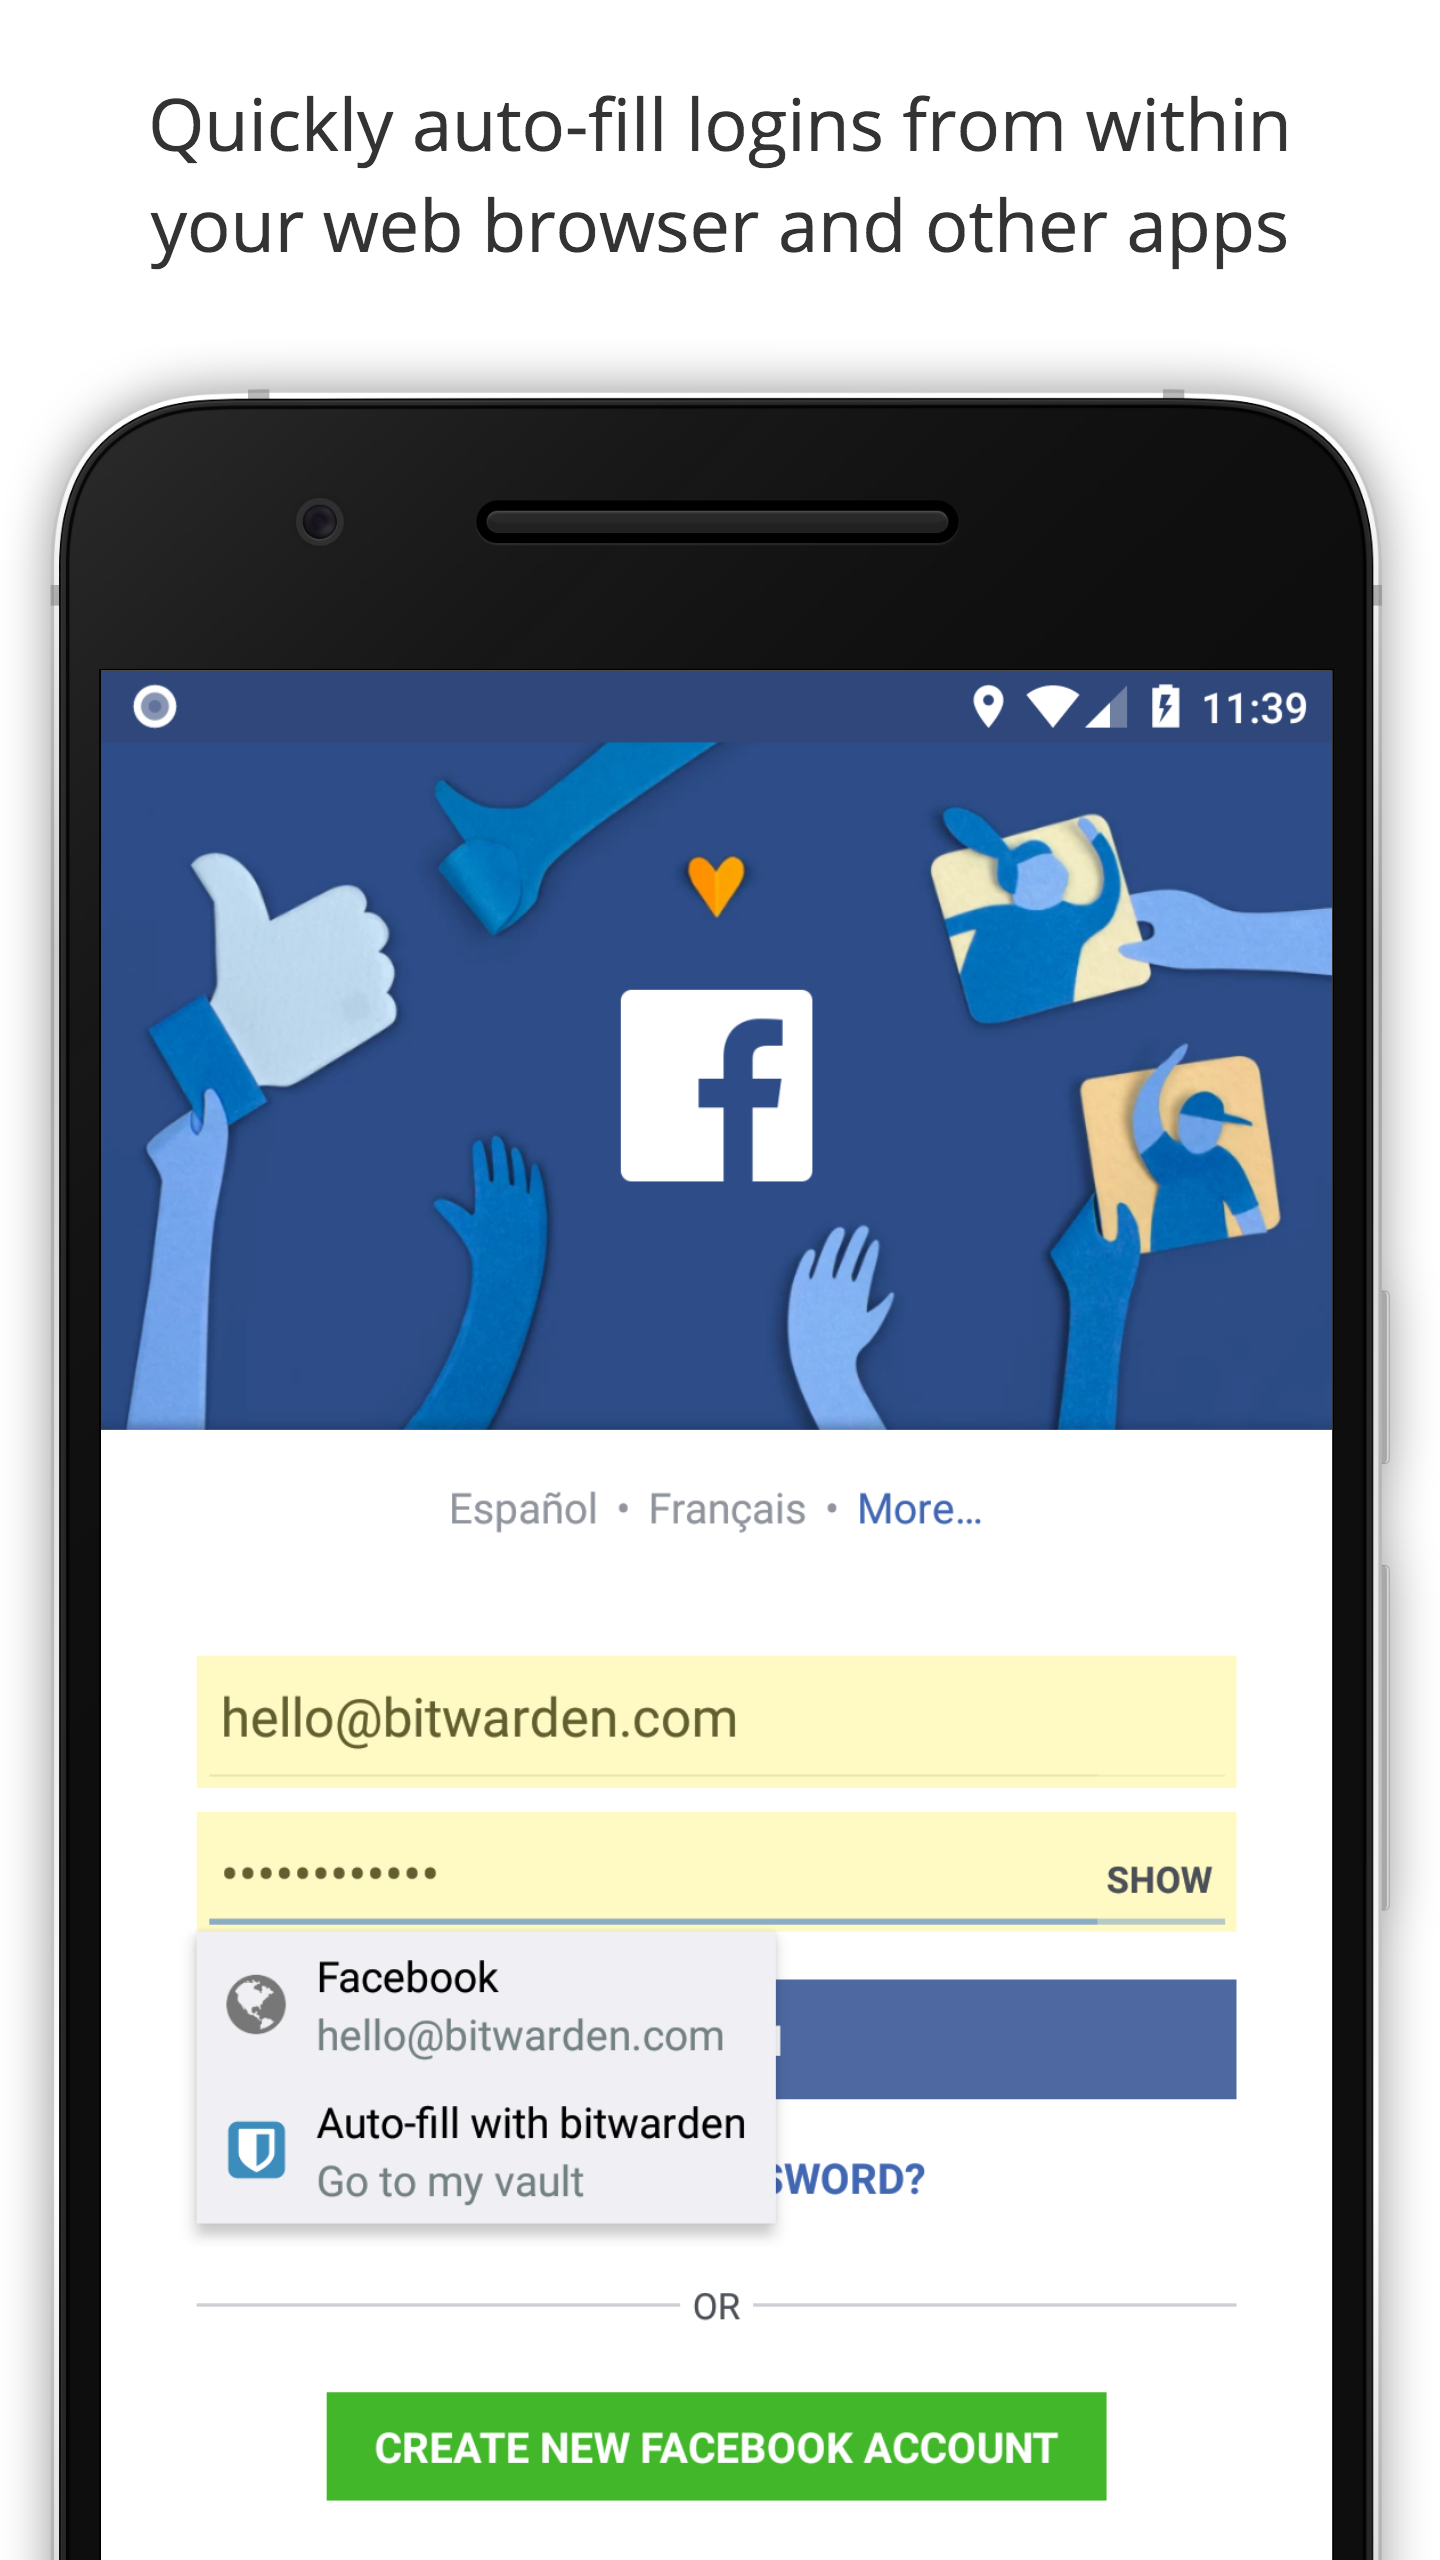 Quickly auto-fill logins from within
your web browser and other apps
11:39
Español • Français • More...
hello@bitwarden.com
•••••••••••• SHOW
Facebook
hello@bitwarden.com
Auto-fill with bitwarden
Go to my vault
SWORD?
OR
CREATE NEW FACEBOOK ACCOUNT